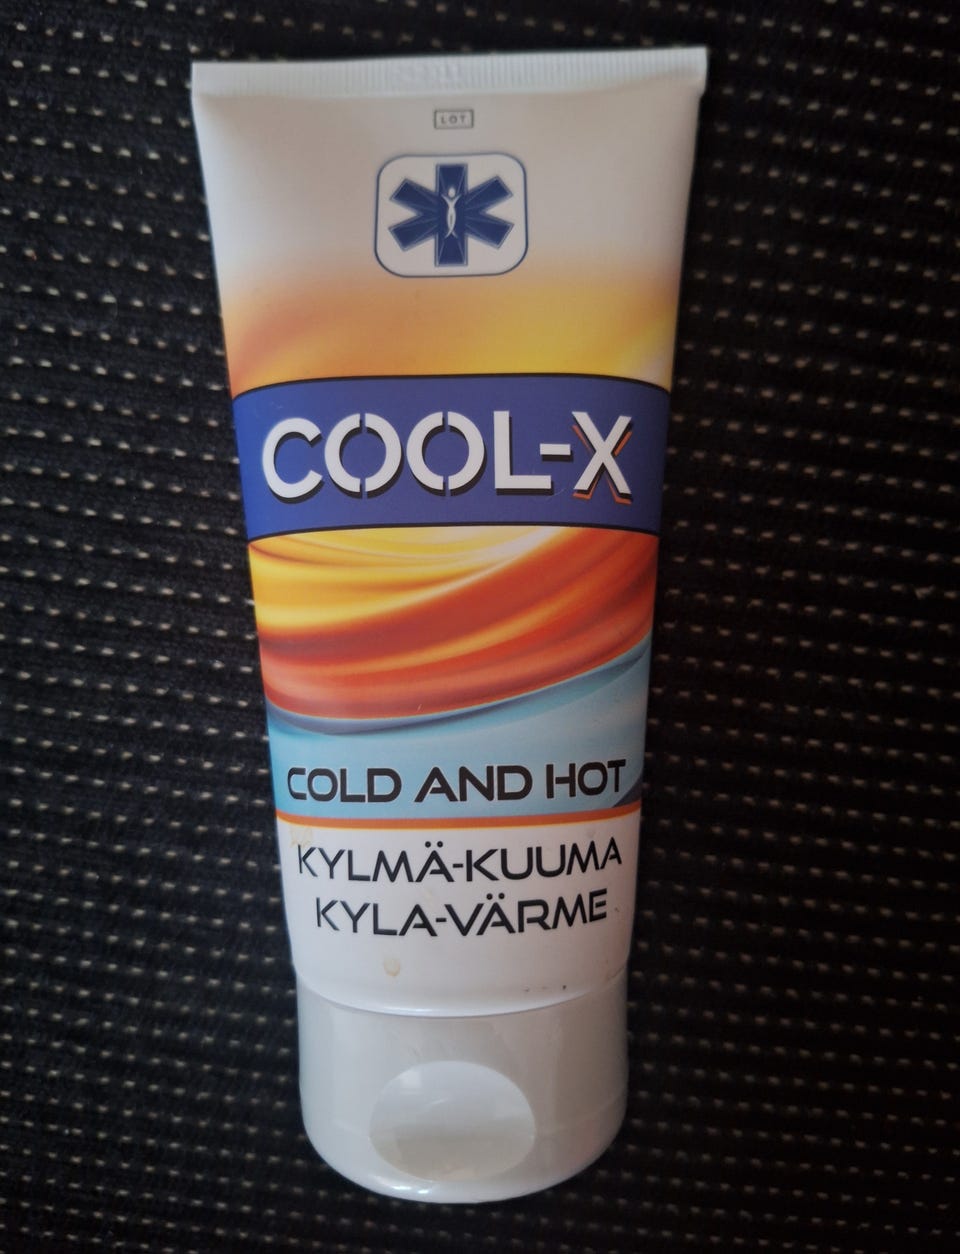 LOT
COOL-X
COLD AND HOT
KYLMÄ-KUUMA
KYLA-VÄRME